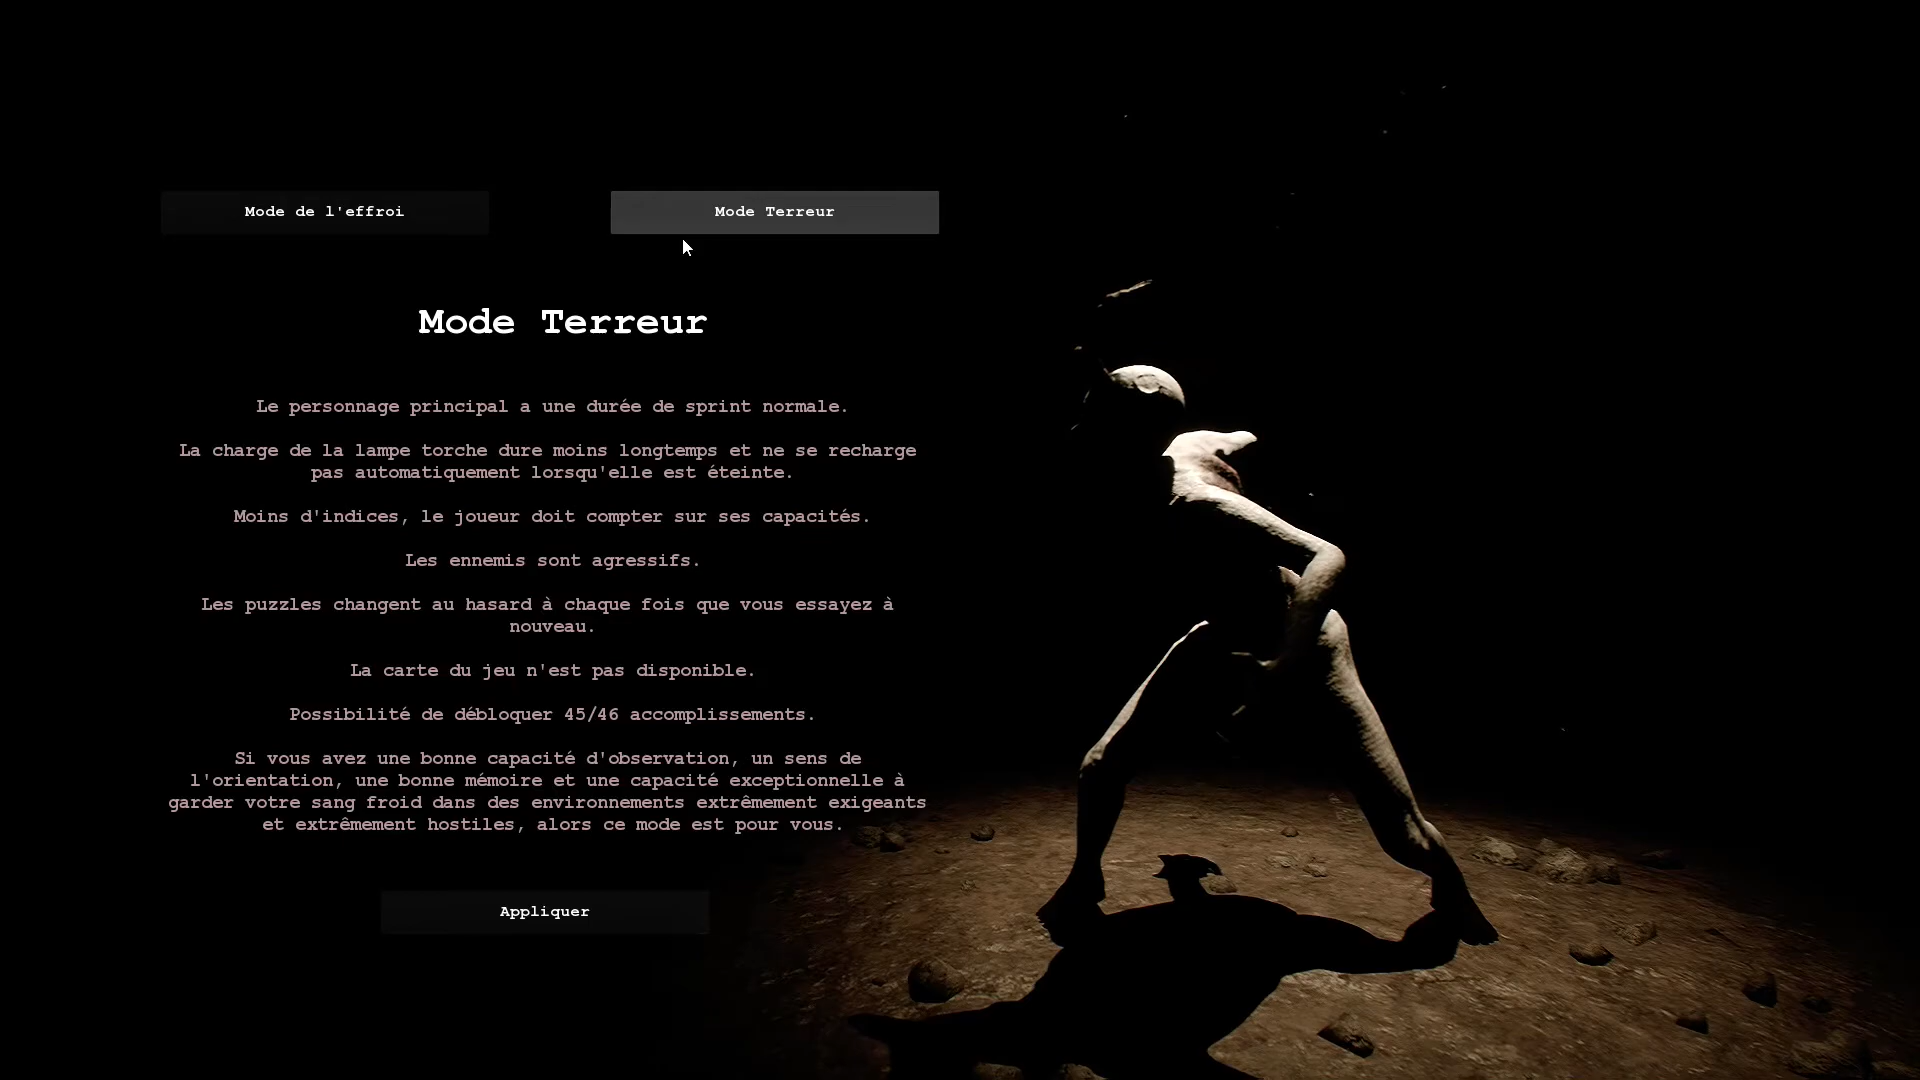 Mode de l'effroi
Mode Terreur
Mode Terreur
Le personnage principal a une durée de sprint normale.
La charge de la lampe torche dure moins longtemps et ne se recharge
pas automatiquement lorsqu'elle est éteinte.
Moins d'indices, le joueur doit compter sur ses capacités.
Les ennemis sont agressifs.
Les puzzles changent au hasard à chaque fois que vous essayez à
nouveau.
La carte du jeu n'est pas disponible.
Possibilité de débloquer 45/46 accomplissements.
Si vous avez une bonne capacité d'observation, un sens de
l'orientation, une bonne mémoire et une capacité exceptionnelle à
garder votre sang froid dans des environnements extrêmement exigeants
et extrêmement hostiles, alors ce mode est pour vous.
Appliquer